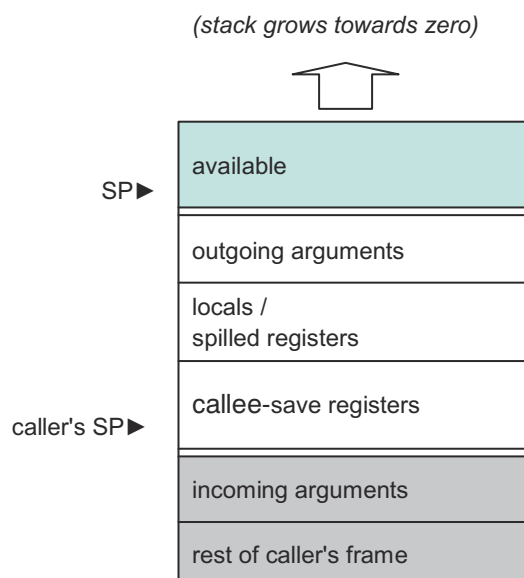 (stack grows towards zero)
available
SP►
outgoing arguments
locals /
spilled registers
callee-save registers
caller's SP►
incoming arguments
rest of caller's frame